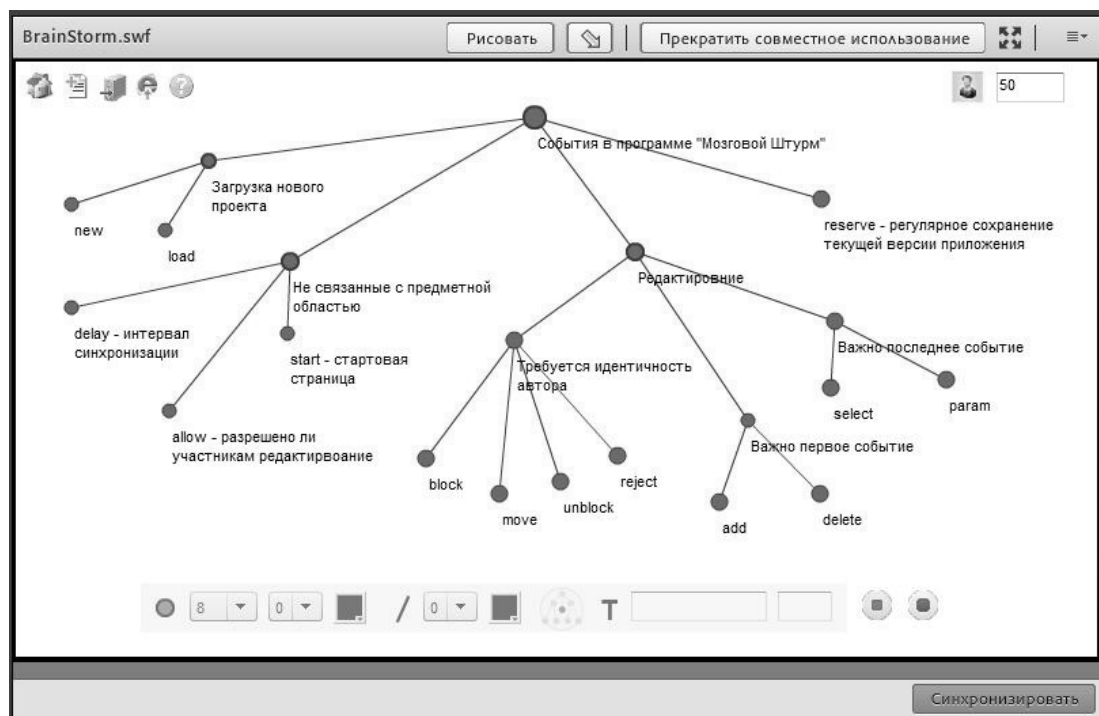 BrainStorm.swf
Рисовать
Прекратить совместное использование
50
События в программе "Мозговой Штурм"
Загрузка нового
проекта
new
load
reserve - регулярное сохранение
текущей версии приложения
Не связанные с предметной
областью
Редактировние
delay - интервал
синхронизации
start - стартовая
страница
Требуется идентичность
автора
Важно последнее событие
select
param
allow - разрешено ли
участникам редактирвоание
Важно первое событие
block
move
unblock
reject
add
delete
8
0
0
T
Синхронизировать